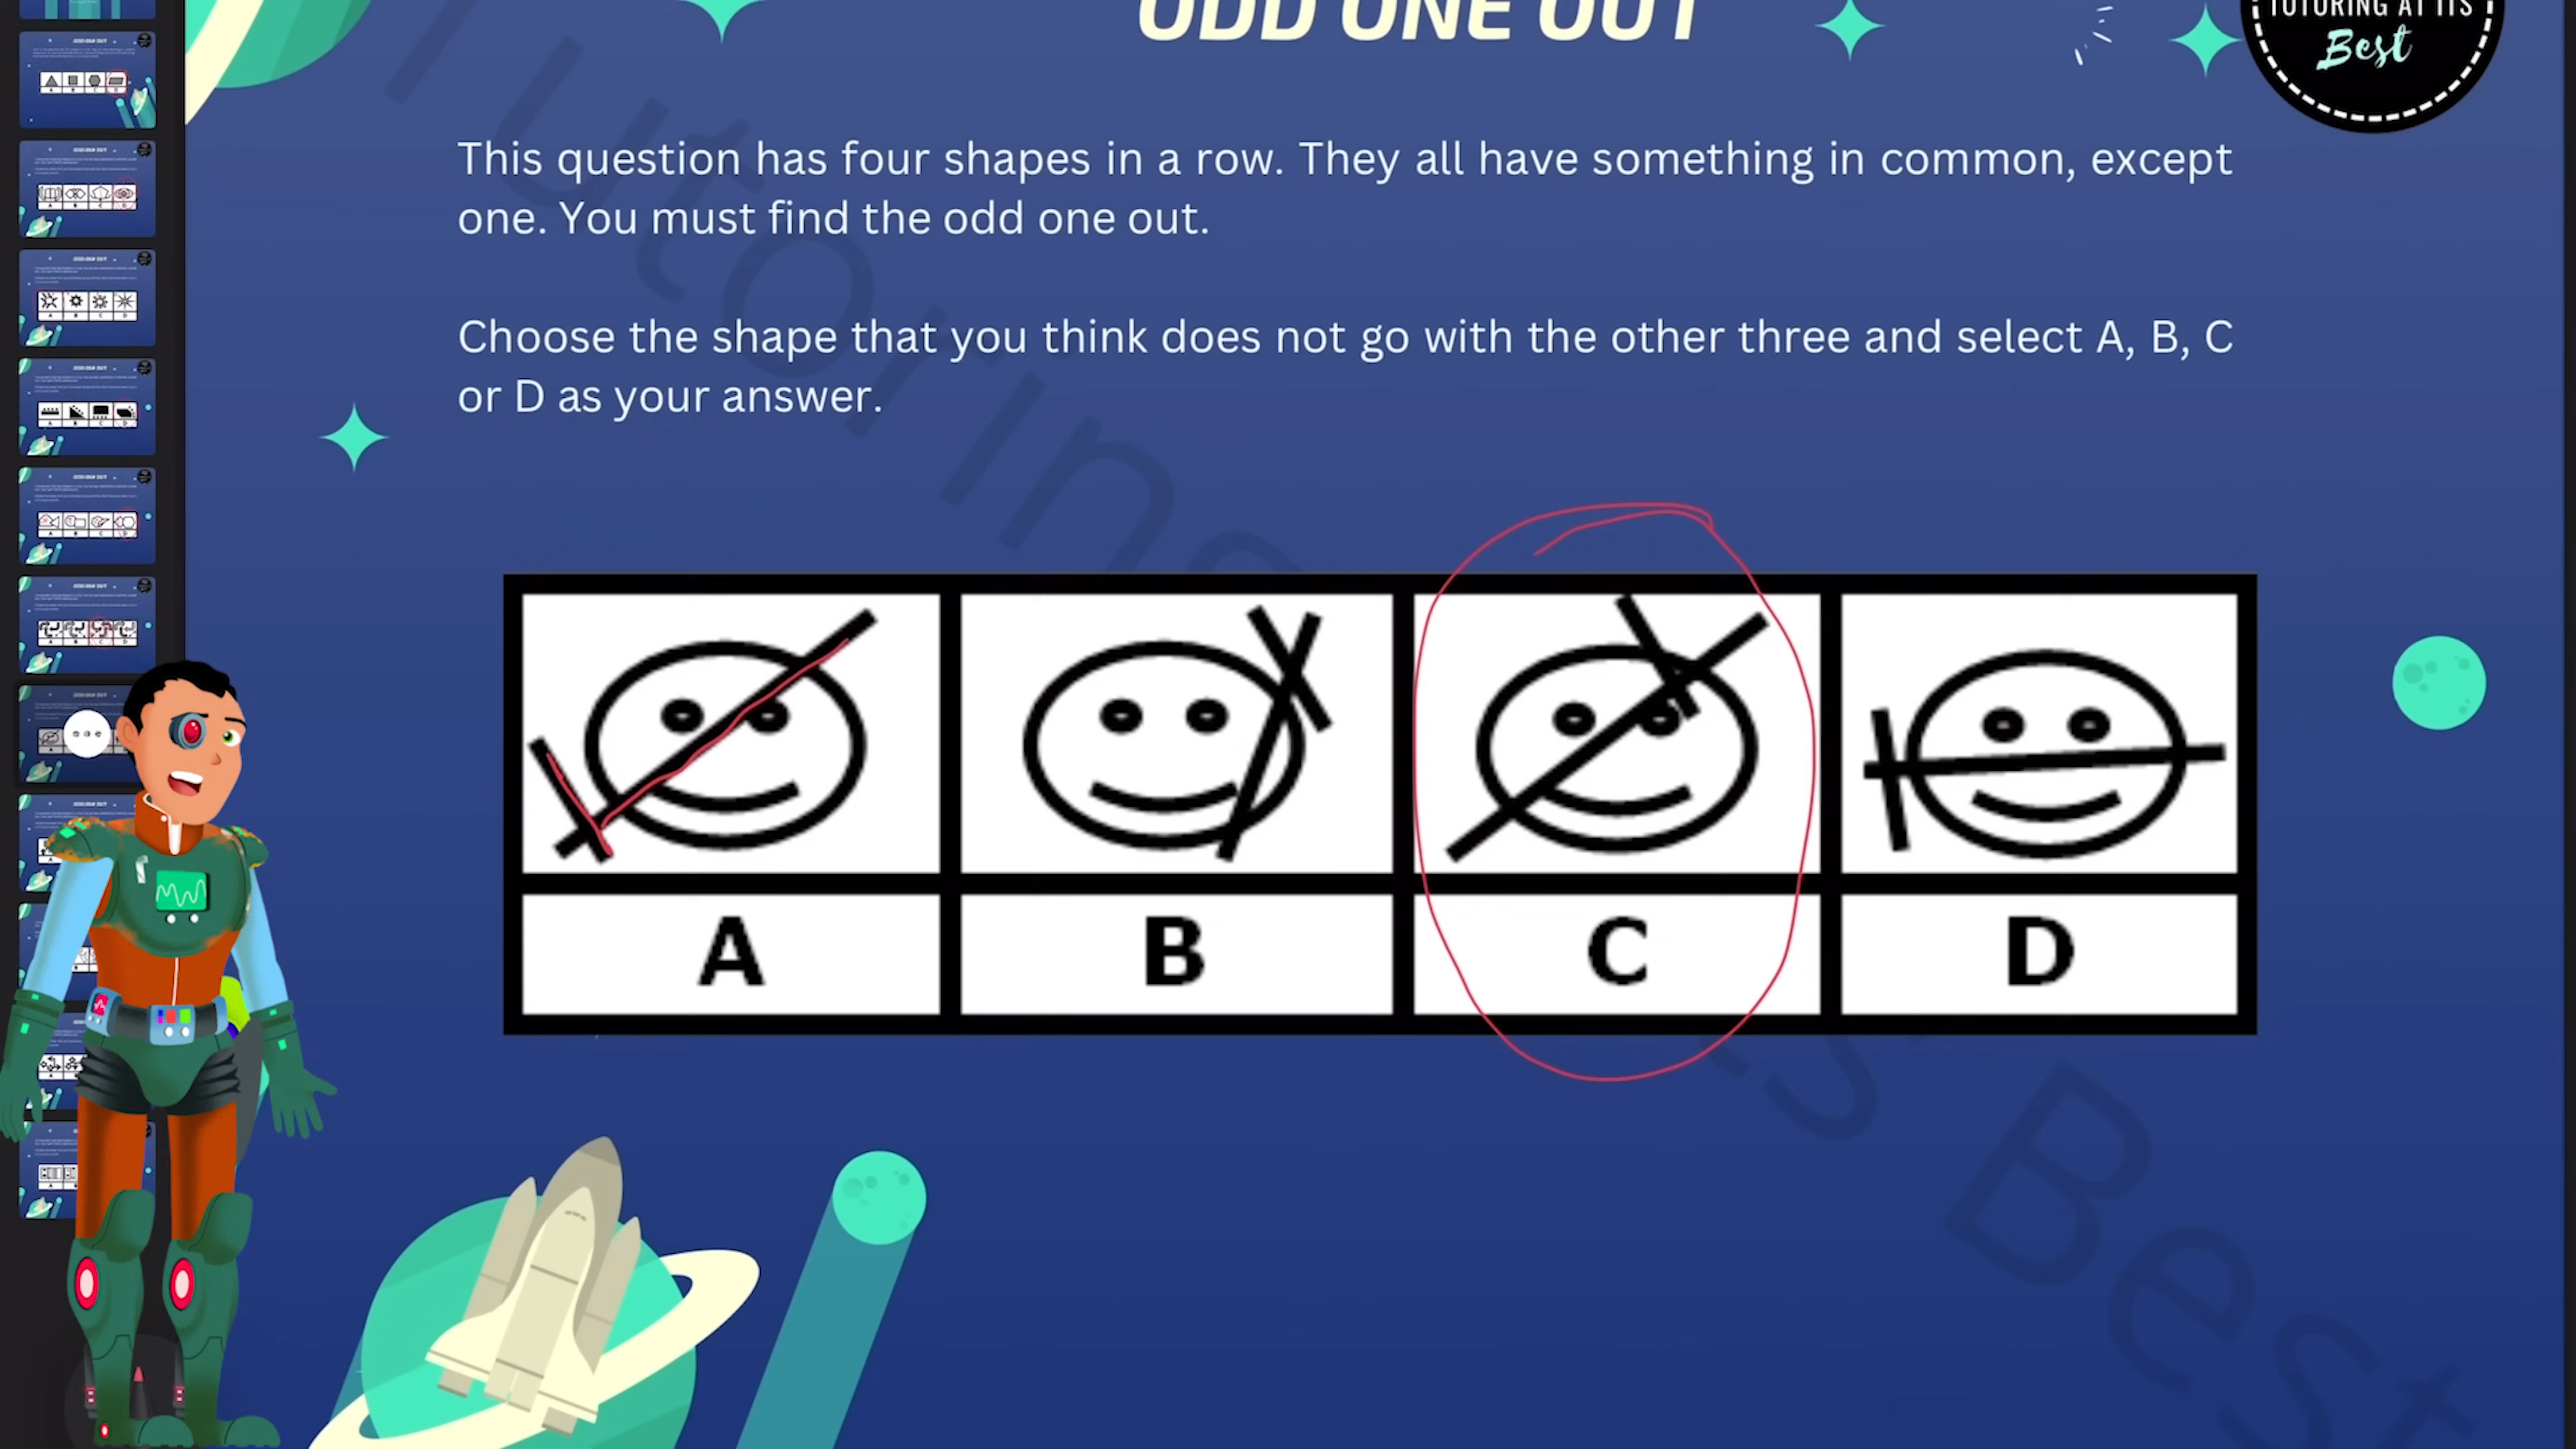 ODD ONE OUT
TUTORING AT ITS
Best
This question has four shapes in a row. They all have something in common, except
one. You must find the odd one out.
Choose the shape that you think does not go with the other three and select A, B, C
or D as your answer.
A
B
C
D